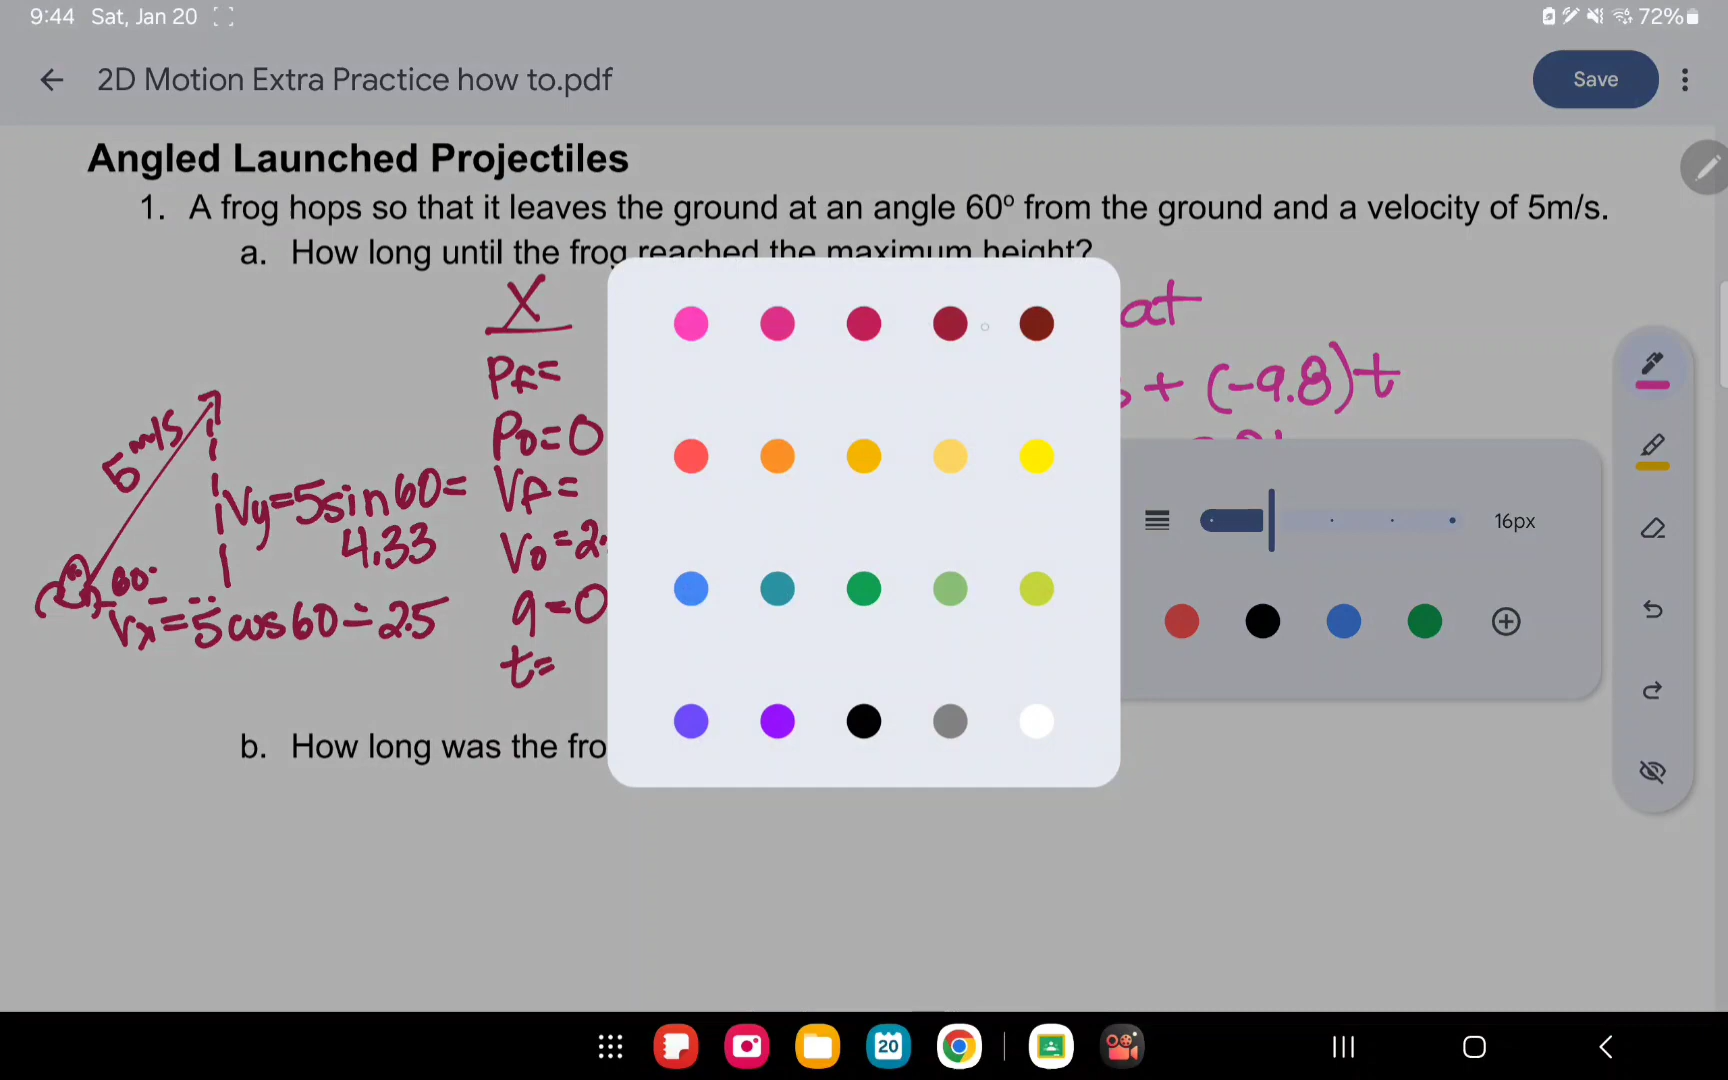 9:44 Sat, Jan 20
72%
2D Motion Extra Practice how to.pdf
Save
Angled Launched Projectiles
1. A frog hops so that it leaves the ground at an angle 60º from the ground and a velocity of 5m/s.
a. How long until the frog reached the maximum height?
X
Pf=
Po=0
Vf=
Vo=2.
a=0
t=
5 m/s
60°
Vy=5sin60=
4.33
Vx=5cos60=2.5
at
+ (-9.8)t
16px
b. How long was the fro
20